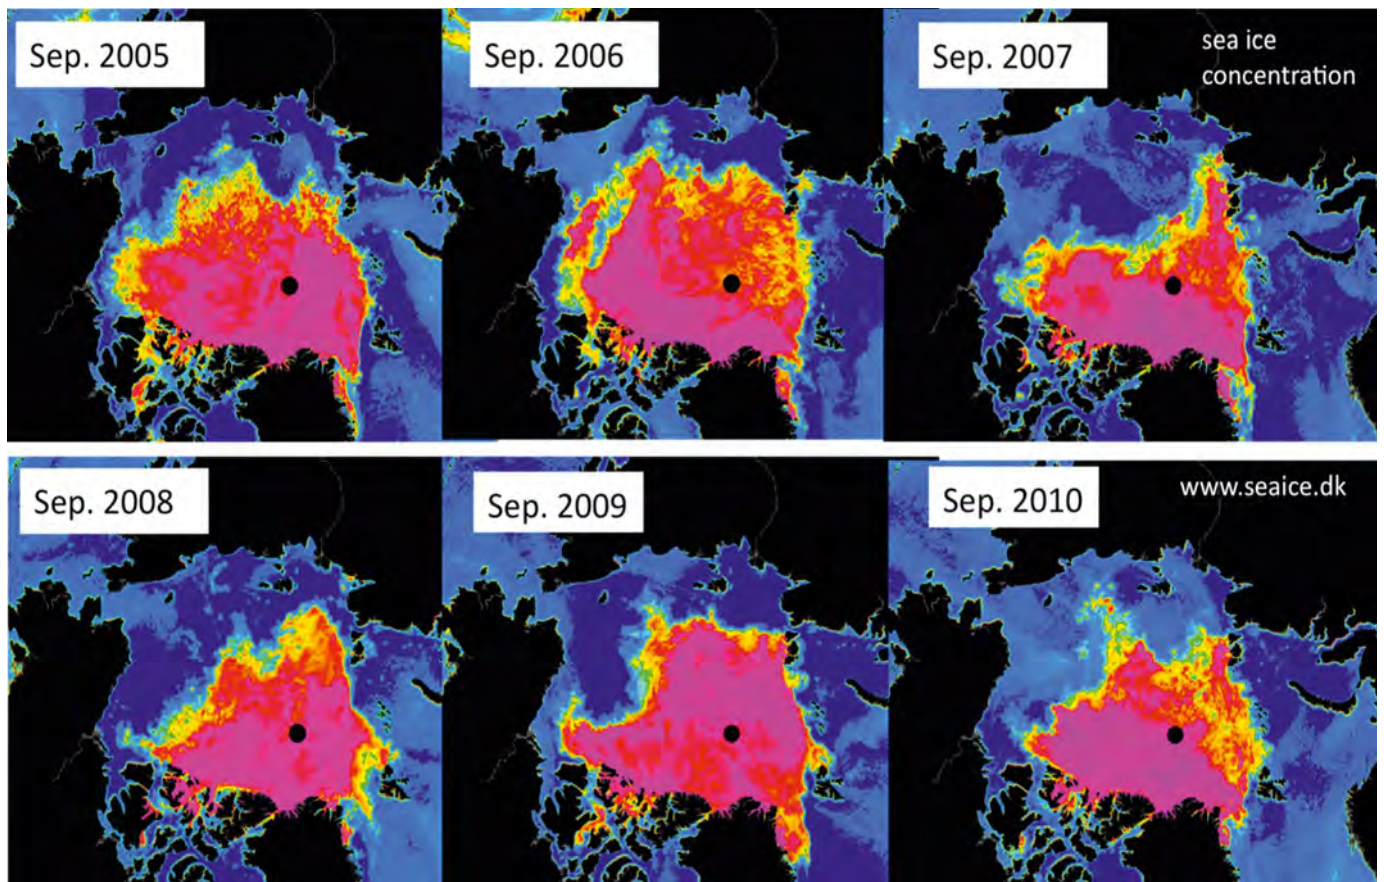 Sep. 2005
Sep. 2006
Sep. 2007
sea ice
concentration
Sep. 2008
Sep. 2009
Sep. 2010
www.seaice.dk